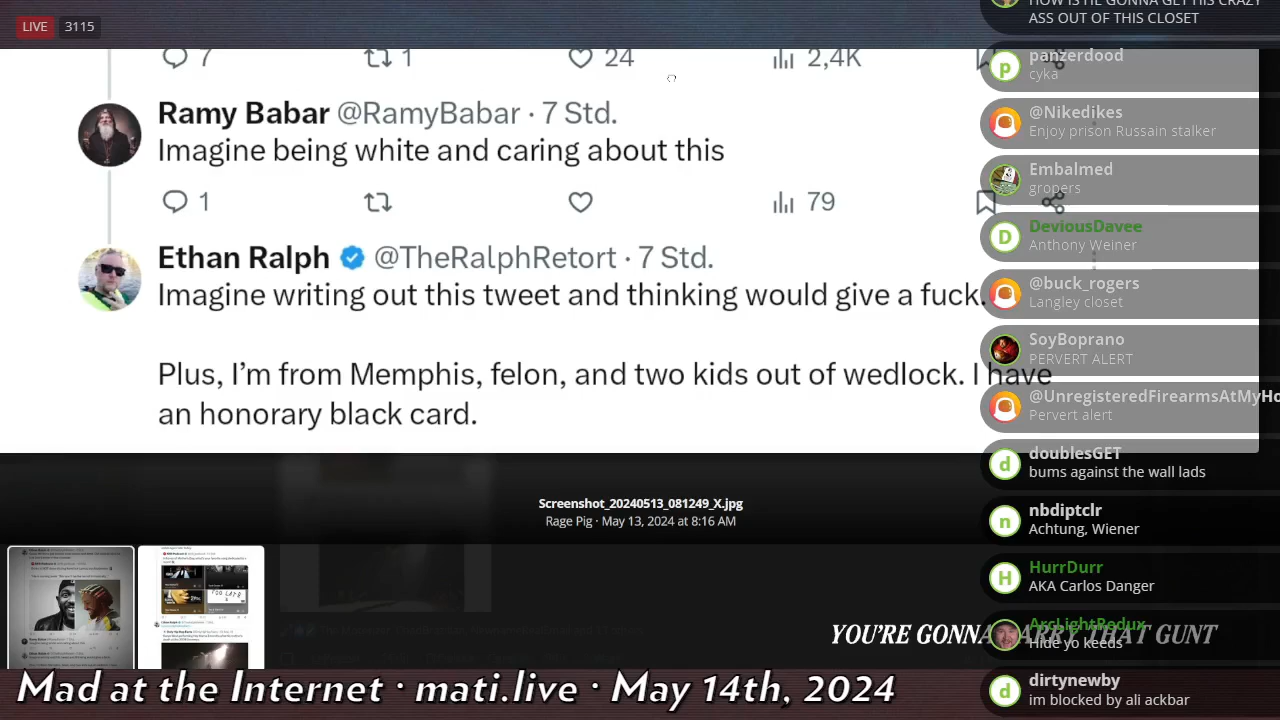 LIVE 3115
HOW IS HE GONNA GET HIS CRAZY
ASS OUT OF THIS CLOSET
7 1 24 2,4K
panzerdood
cyka
Ramy Babar @RamyBabar · 7 Std.
Imagine being white and caring about this
@Nikedikes
Enjoy prison Russain stalker
1 79
Embalmed
gropers
DeviousDavee
Anthony Weiner
Ethan Ralph @TheRalphRetort · 7 Std.
Imagine writing out this tweet and thinking would give a fuck.
@buck_rogers
Langley closet
SoyBoprano
PERVERT ALERT
Plus, I’m from Memphis, felon, and two kids out of wedlock. I have
an honorary black card.
@UnregisteredFirearmsAtMyHo
Pervert alert
doublesGET
bums against the wall lads
Screenshot_20240513_081249_X.jpg
Rage Pig · May 13, 2024 at 8:16 AM
nbdiptclr
Achtung, Wiener
HurrDurr
AKA Carlos Danger
YOU’RE GONNA THAT GUNT
Hide yo keeds
dirtynewby
im blocked by ali ackbar
Mad at the Internet · mati.live · May 14th, 2024